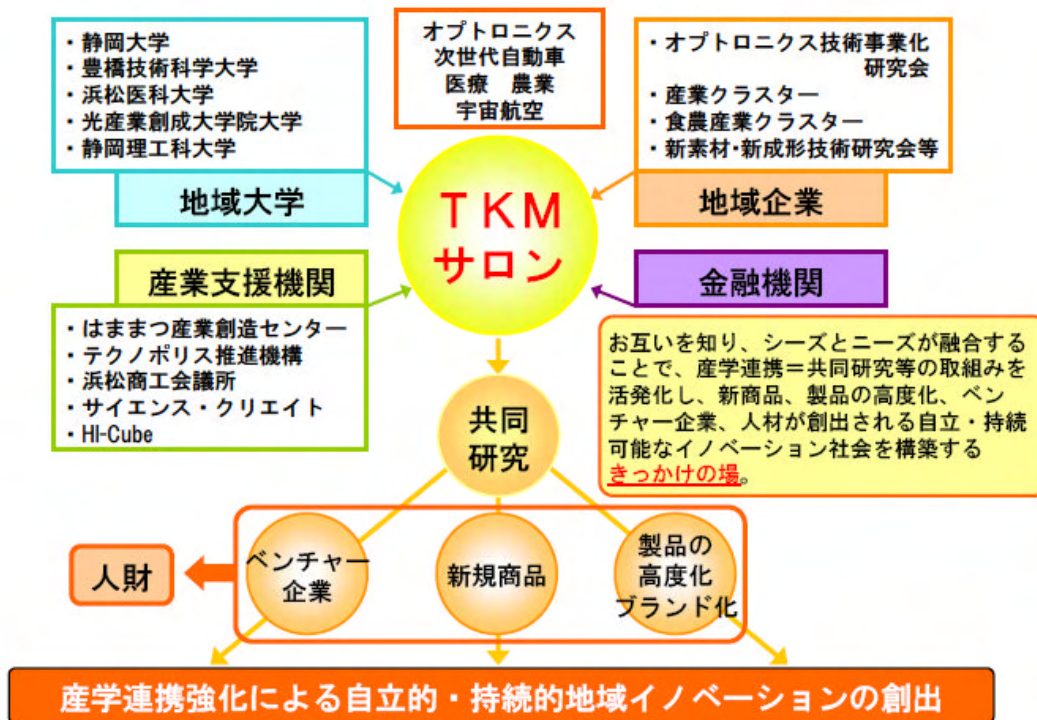 ・静岡大学
・豊橋技術科学大学
・浜松医科大学
・光産業創成大学院大学
・静岡理工科大学
地域大学
オプトロニクス
次世代自動車
医療　農業
宇宙航空
・オプトロニクス技術事業化
研究会
・産業クラスター
・食農産業クラスター
・新素材・新成形技術研究会等
地域企業
ＴＫＭ
サロン
産業支援機関
・はままつ産業創造センター
・テクノポリス推進機構
・浜松商工会議所
・サイエンス・クリエイト
・HI-Cube
金融機関
お互いを知り、シーズとニーズが融合する
ことで、産学連携＝共同研究等の取組みを
活発化し、新商品、製品の高度化、ベン
チャー企業、人材が創出される自立・持続
可能なイノベーション社会を構築する
きっかけの場。
共同
研究
人財
ベンチャー
企業
新規商品
製品の
高度化
ブランド化
産学連携強化による自立的・持続的地域イノベーションの創出